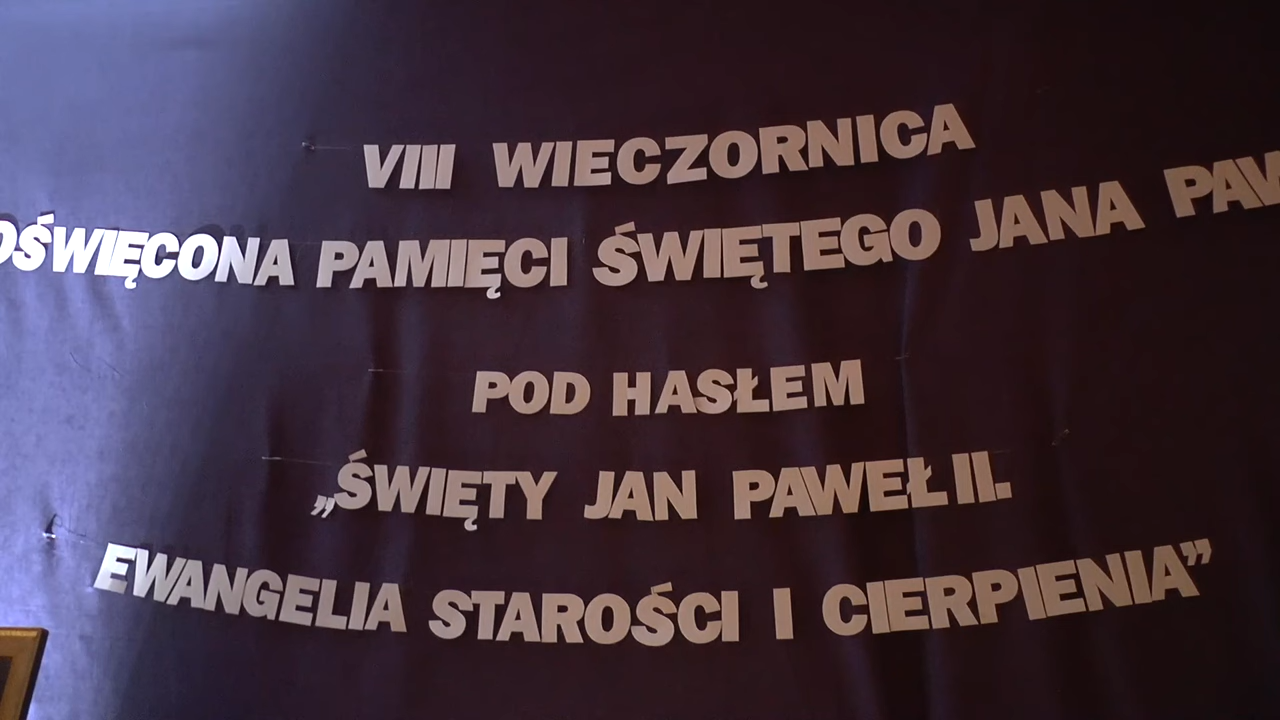 VIII WIECZORNICA
OŚWIĘCONA PAMIĘCI ŚWIĘTEGO JANA PAW
POD HASŁEM
„ŚWIĘTY JAN PAWEŁ II.
EWANGELIA STAROŚCI I CIERPIENIA”